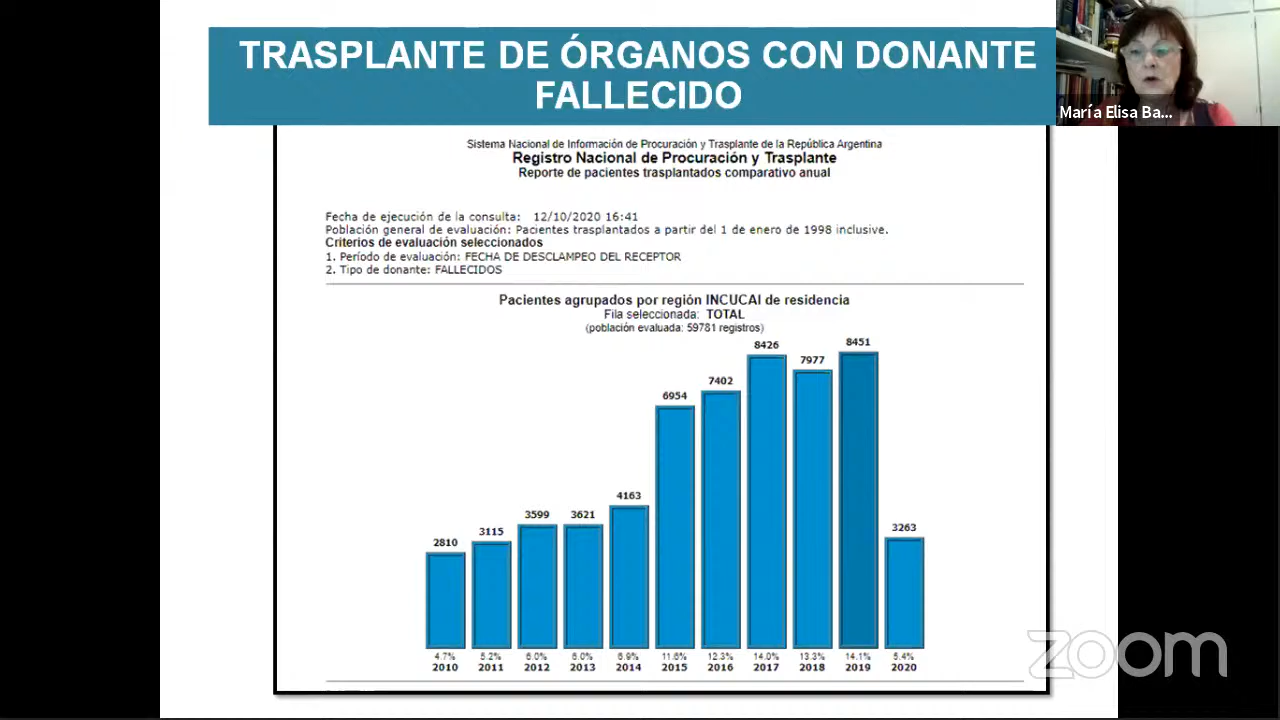 TRASPLANTE DE ÓRGANOS CON DONANTE
FALLECIDO
María Elisa Ba...
Sistema Nacional de Información de Procuración y Trasplante de la República Argentina
Registro Nacional de Procuración y Trasplante
Reporte de pacientes trasplantados comparativo anual
Fecha de ejecución de la consulta: 12/10/2020 16:41
Población general de evaluación: Pacientes trasplantados a partir del 1 de enero de 1998 inclusive.
Criterios de evaluación seleccionados
1. Período de evaluación: FECHA DE DESCLAMPEO DEL RECEPTOR
2. Tipo de donante: FALLECIDOS
Pacientes agrupados por región INCUCAI de residencia
Fila seleccionada: TOTAL
(población evaluada: 59781 registros)
2810 3115 3599 3621 4163 6954 7402 8426 7977 8451 3263
4.7% 5.2% 6.0% 6.0% 6.9% 11.6% 12.3% 14.0% 13.3% 14.1% 5.4%
2010 2011 2012 2013 2014 2015 2016 2017 2018 2019 2020
zoom